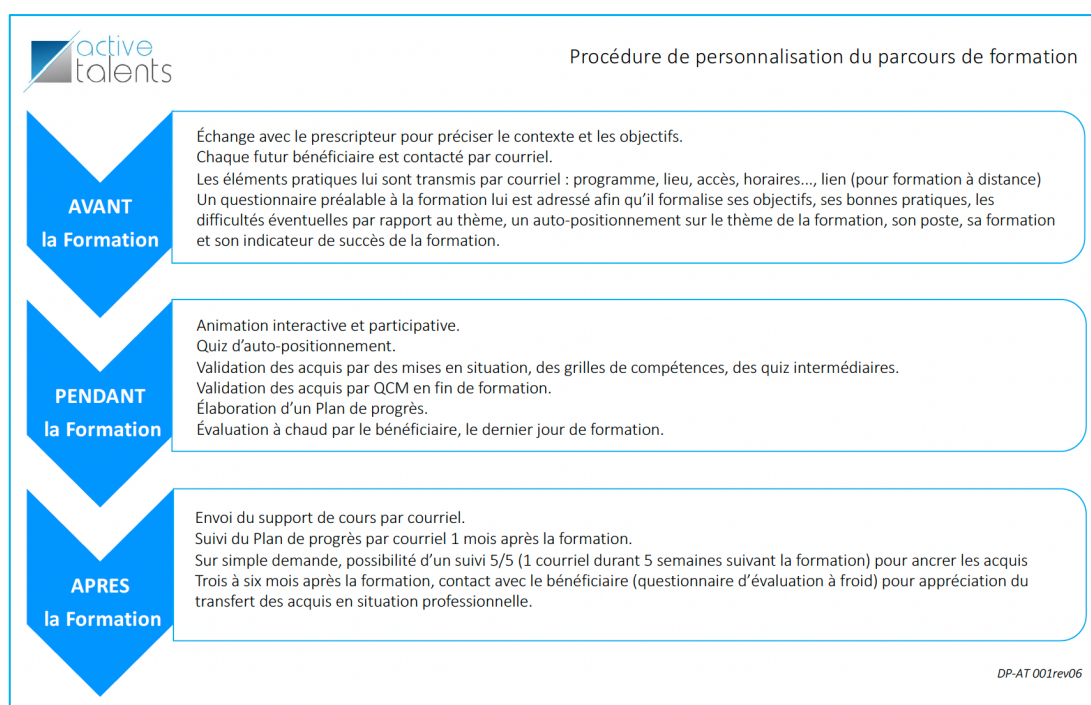 active
talents
Procédure de personnalisation du parcours de formation
AVANT
la Formation
Échange avec le prescripteur pour préciser le contexte et les objectifs.
Chaque futur bénéficiaire est contacté par courriel.
Les éléments pratiques lui sont transmis par courriel : programme, lieu, accès, horaires..., lien (pour formation à distance)
Un questionnaire préalable à la formation lui est adressé afin qu'il formalise ses objectifs, ses bonnes pratiques, les
difficultés éventuelles par rapport au thème, un auto-positionnement sur le thème de la formation, son poste, sa formation
et son indicateur de succès de la formation.
PENDANT
la Formation
Animation interactive et participative.
Quiz d'auto-positionnement.
Validation des acquis par des mises en situation, des grilles de compétences, des quiz intermédiaires.
Validation des acquis par QCM en fin de formation.
Élaboration d'un Plan de progrès.
Évaluation à chaud par le bénéficiaire, le dernier jour de formation.
APRES
la Formation
Envoi du support de cours par courriel.
Suivi du Plan de progrès par courriel 1 mois après la formation.
Sur simple demande, possibilité d'un suivi 5/5 (1 courriel durant 5 semaines suivant la formation) pour ancrer les acquis
Trois à six mois après la formation, contact avec le bénéficiaire (questionnaire d'évaluation à froid) pour appréciation du
transfert des acquis en situation professionnelle.
DP-AT 001rev06